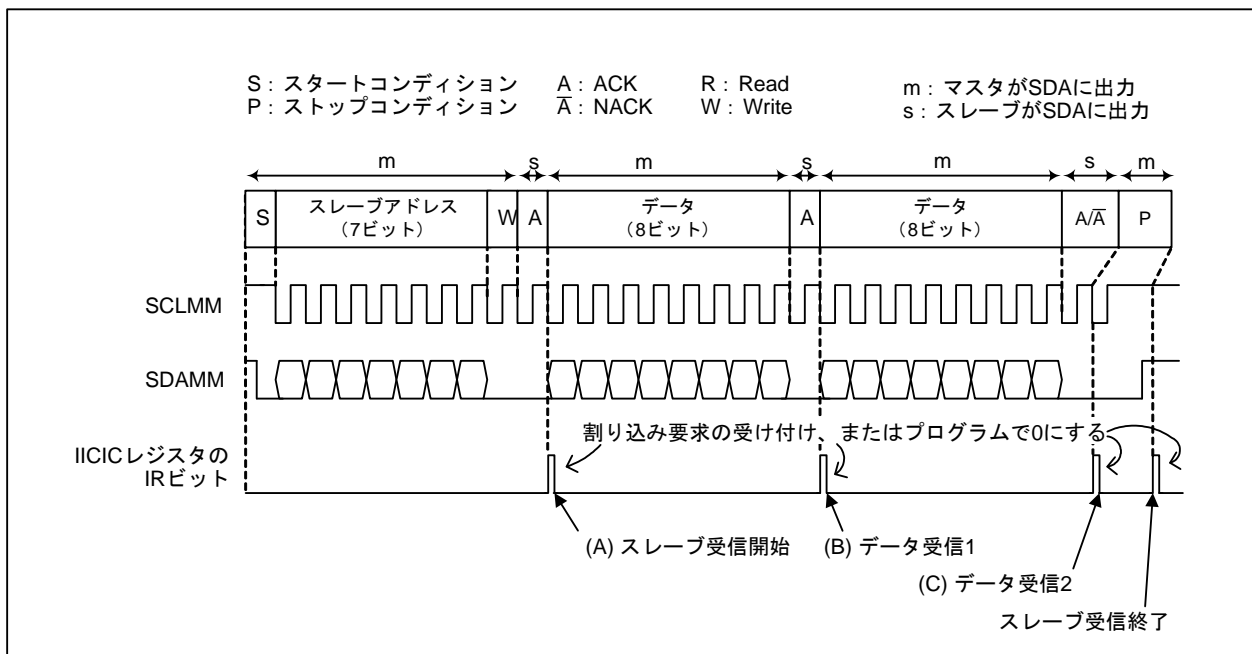 S：スタートコンディション　A：ACK　R：Read　m：マスタがSDAに出力
P：ストップコンディション　A̅：NACK　W：Write　s：スレーブがSDAに出力
m s m s m s m
S スレーブアドレス（7ビット） W A データ（8ビット） A データ（8ビット） A/A̅ P
SCLMM
SDAMM
割り込み要求の受け付け、またはプログラムで0にする
IICICレジスタの
IRビット
(A) スレーブ受信開始
(B) データ受信1
(C) データ受信2
スレーブ受信終了